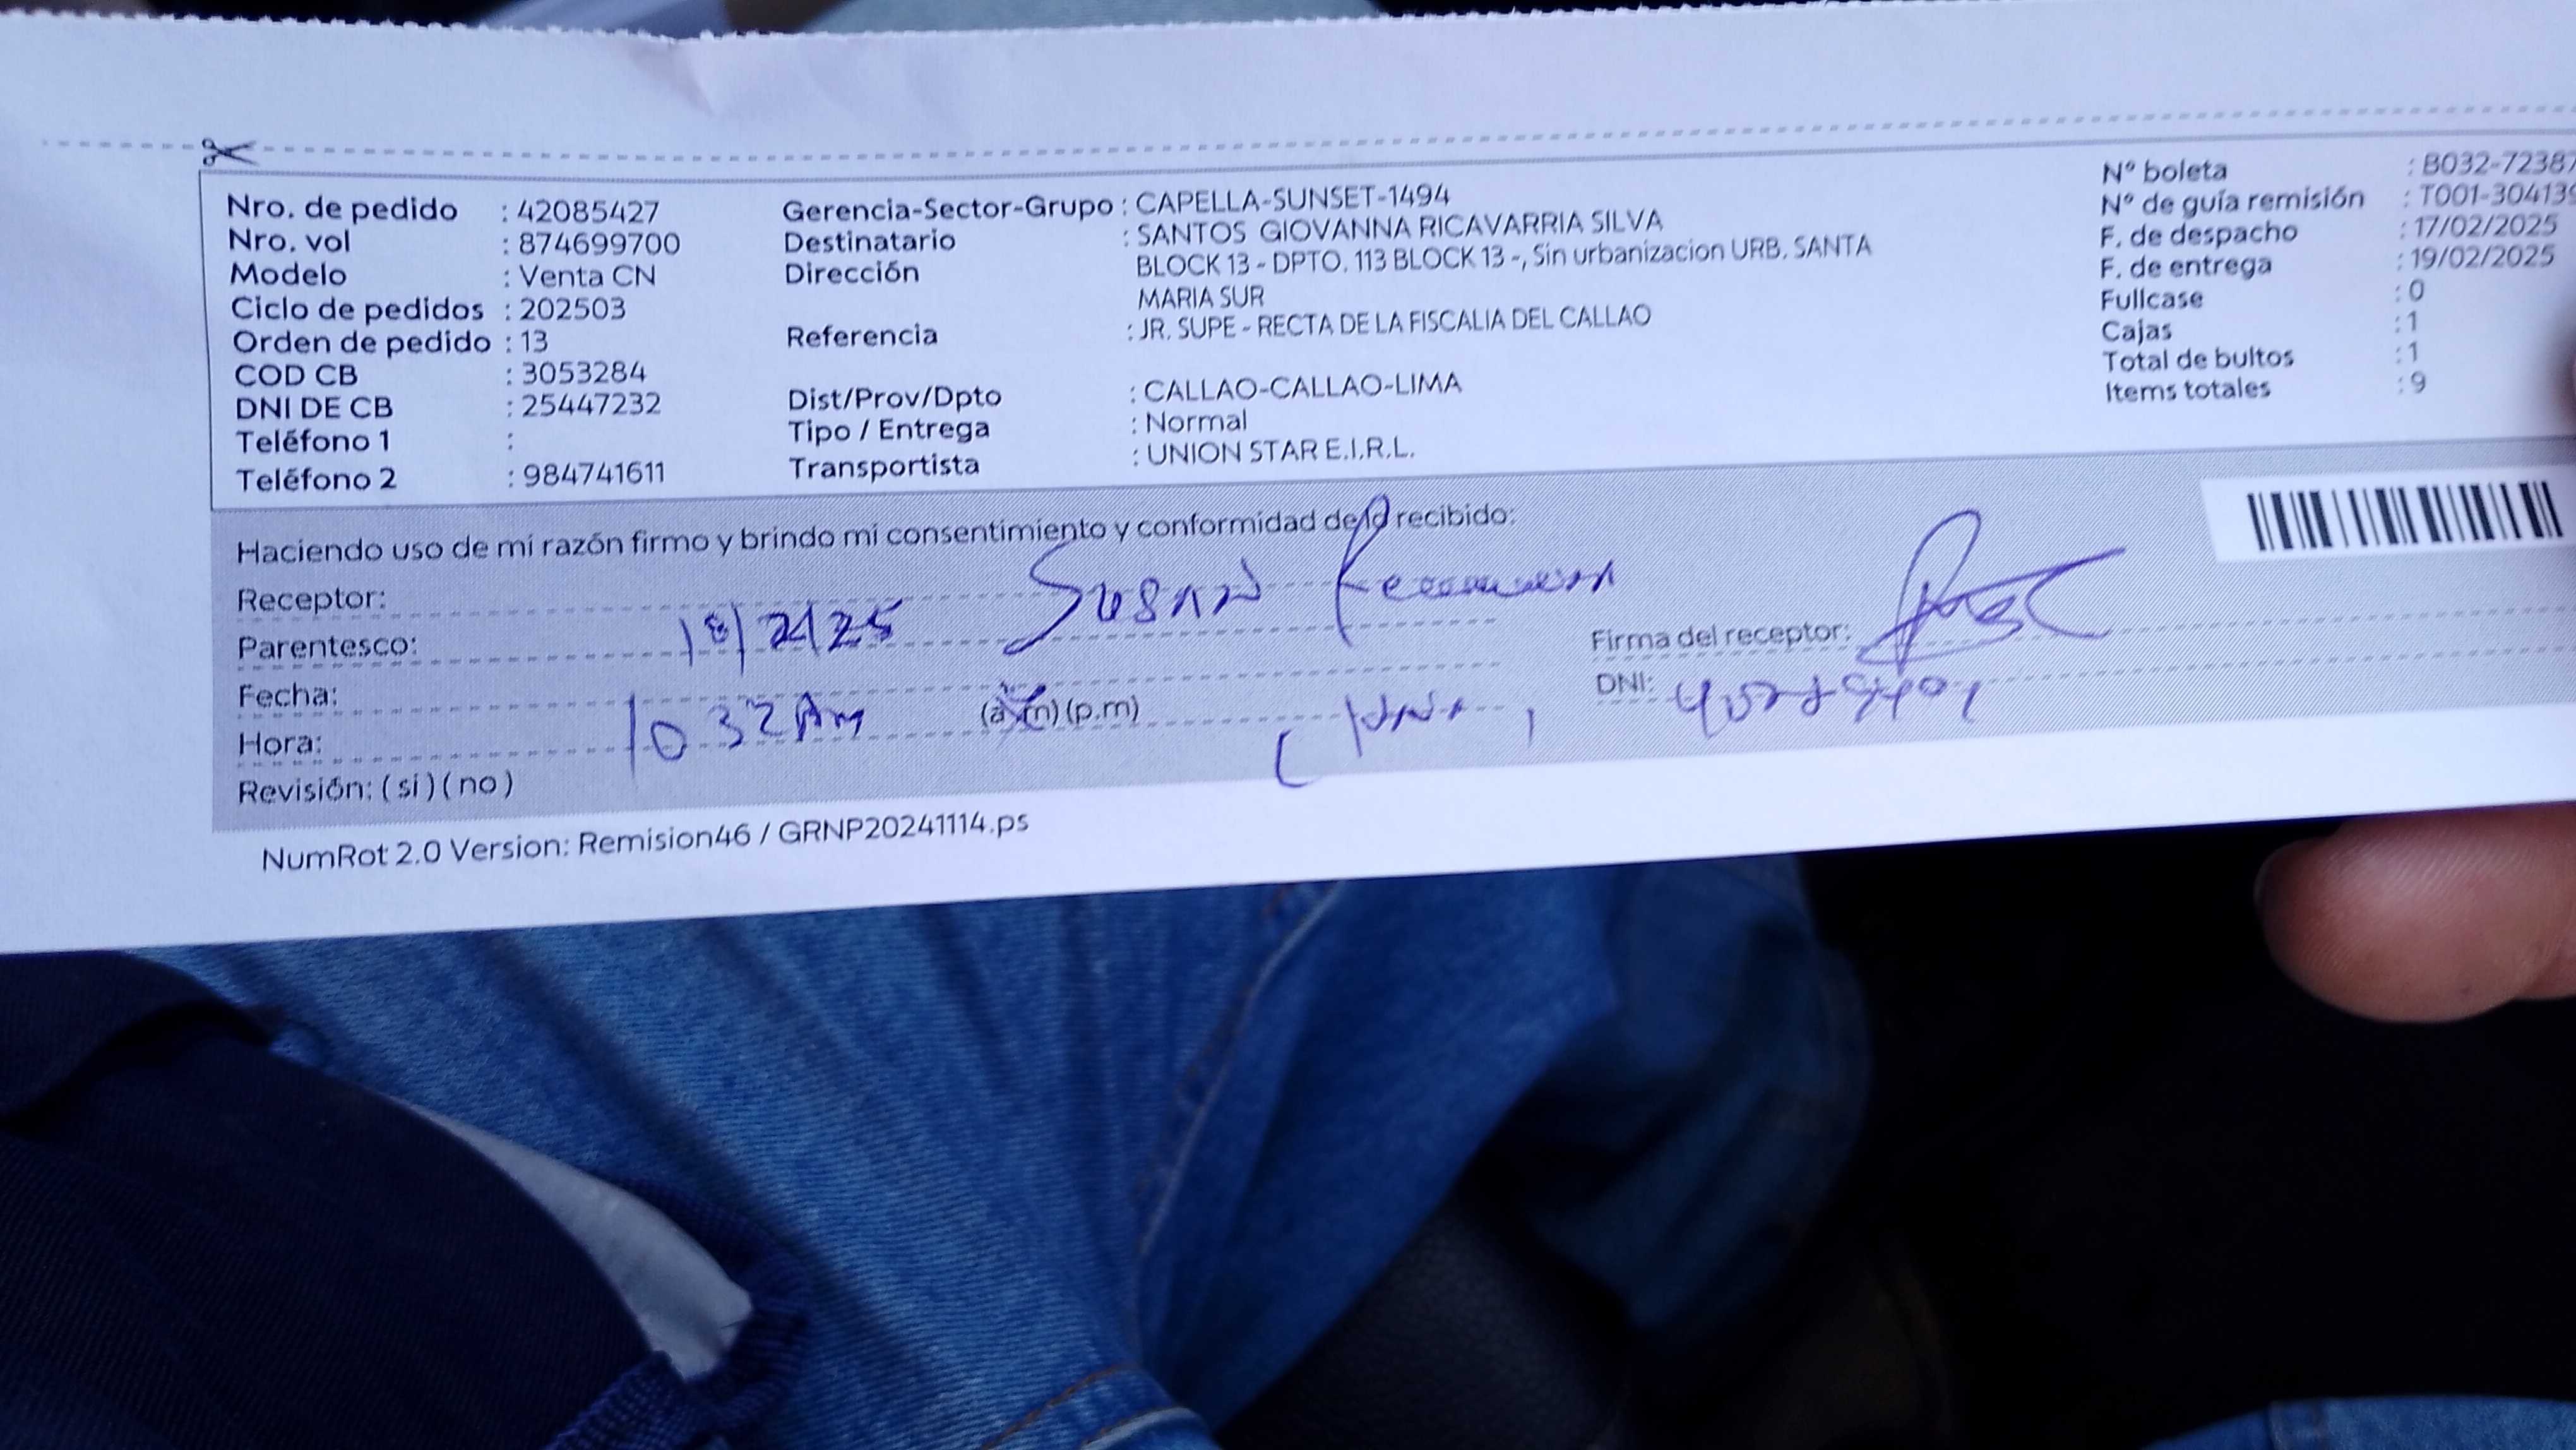 Nro. de pedido : 42085427
Nro. vol : 874699700
Modelo : Venta CN
Ciclo de pedidos : 202503
Orden de pedido : 13
COD CB : 3053284
DNI DE CB : 25447232
Teléfono 1 :
Teléfono 2 : 984741611
Gerencia-Sector-Grupo : CAPELLA-SUNSET-1494
Destinatario : SANTOS GIOVANNA RICAVARRIA SILVA
Dirección BLOCK 13 - DPTO. 113 BLOCK 13 -, Sin urbanizacion URB. SANTA
MARIA SUR
Referencia : JR. SUPE - RECTA DE LA FISCALIA DEL CALLAO
Dist/Prov/Dpto : CALLAO-CALLAO-LIMA
Tipo / Entrega : Normal
Transportista : UNION STAR E.I.R.L.
N° boleta : B032-72387
N° de guía remisión : T001-304139
F. de despacho : 17/02/2025
F. de entrega : 19/02/2025
Fullcase : 0
Cajas : 1
Total de bultos : 1
Items totales : 9
Haciendo uso de mi razón firmo y brindo mi consentimiento y conformidad de lo recibido:
Receptor: Susan
Parentesco:
Fecha: /2/25
Hora: 10 32 Am (a.m) (p.m)
Revisión: ( si ) ( no )
Firma del receptor:
DNI:
NumRot 2.0 Version: Remision46 / GRNP20241114.ps